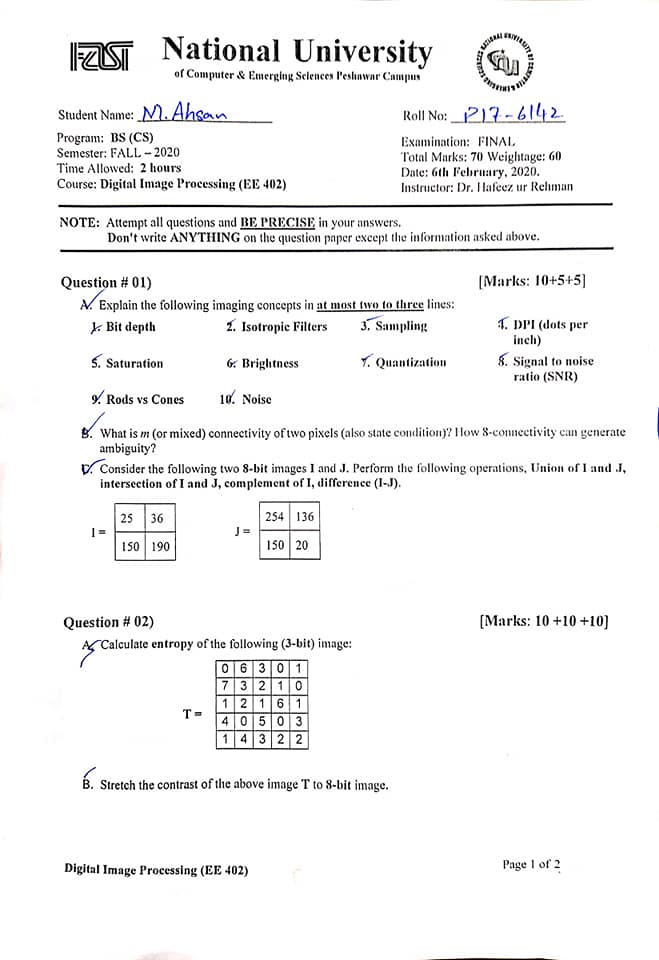 FAST National University
of Computer & Emerging Sciences Peshawar Campus
Student Name: M.Ahsan Roll No: P17-6142
Program: BS (CS)
Semester: FALL – 2020
Time Allowed: 2 hours
Course: Digital Image Processing (EE 402)
Examination: FINAL
Total Marks: 70 Weightage: 60
Date: 6th February, 2020.
Instructor: Dr. Hafeez ur Rehman
NOTE: Attempt all questions and BE PRECISE in your answers.
Don't write ANYTHING on the question paper except the information asked above.
Question # 01) [Marks: 10+5+5]
A. Explain the following imaging concepts in at most two to three lines:
1. Bit depth 2. Isotropic Filters 3. Sampling 4. DPI (dots per
inch)
5. Saturation 6. Brightness 7. Quantization 8. Signal to noise
ratio (SNR)
9. Rods vs Cones 10. Noise
B. What is m (or mixed) connectivity of two pixels (also state condition)? How 8-connectivity can generate
ambiguity?
C. Consider the following two 8-bit images I and J. Perform the following operations, Union of I and J,
intersection of I and J, complement of I, difference (I-J).
I =
25 36
150 190
J =
254 136
150 20
Question # 02) [Marks: 10 +10 +10]
A. Calculate entropy of the following (3-bit) image:
T =
0 6 3 0 1
7 3 2 1 0
1 2 1 6 1
4 0 5 0 3
1 4 3 2 2
B. Stretch the contrast of the above image T to 8-bit image.
Digital Image Processing (EE 402) Page 1 of 2